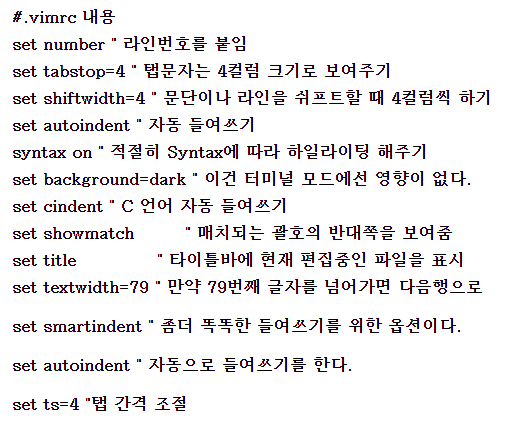 #.vimrc 내용
set number " 라인번호를 붙임
set tabstop=4 " 탭문자는 4컬럼 크기로 보여주기
set shiftwidth=4 " 문단이나 라인을 쉬프트할 때 4컬럼씩 하기
set autoindent " 자동 들여쓰기
syntax on " 적절히 Syntax에 따라 하일라이팅 해주기
set background=dark " 이건 터미널 모드에선 영향이 없다.
set cindent " C 언어 자동 들여쓰기
set showmatch " 매치되는 괄호의 반대쪽을 보여줌
set title " 타이틀바에 현재 편집중인 파일을 표시
set textwidth=79 " 만약 79번째 글자를 넘어가면 다음행으로
set smartindent " 좀더 똑똑한 들여쓰기를 위한 옵션이다.
set autoindent " 자동으로 들여쓰기를 한다.
set ts=4 "탭 간격 조절